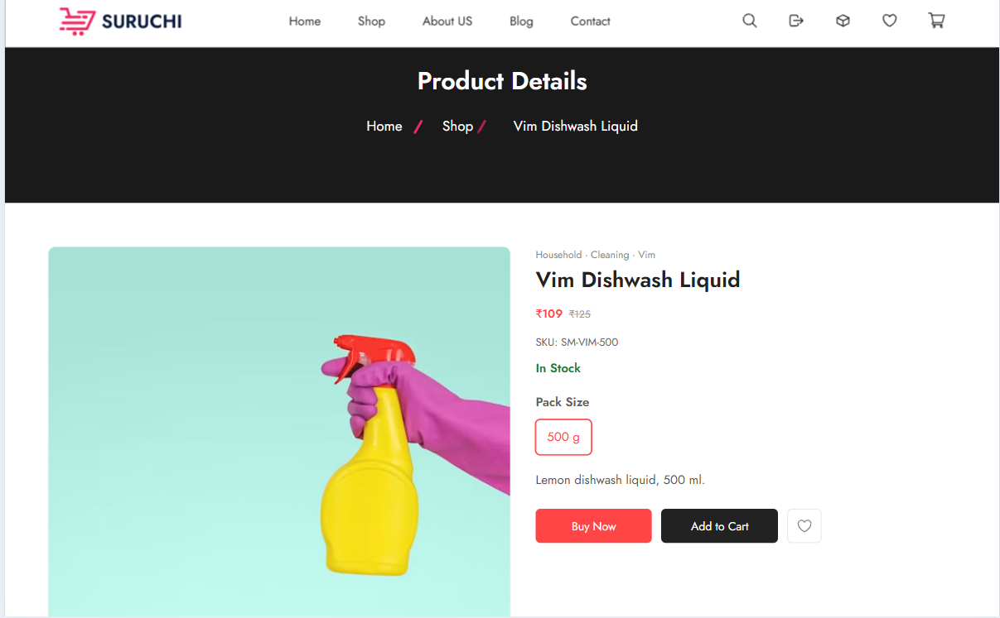 SURUCHI Home Shop About US Blog Contact
Product Details
Home / Shop / Vim Dishwash Liquid
Household · Cleaning · Vim
Vim Dishwash Liquid
₹109 ₹125
SKU: SM-VIM-500
In Stock
Pack Size
500 g
Lemon dishwash liquid, 500 ml.
Buy Now Add to Cart